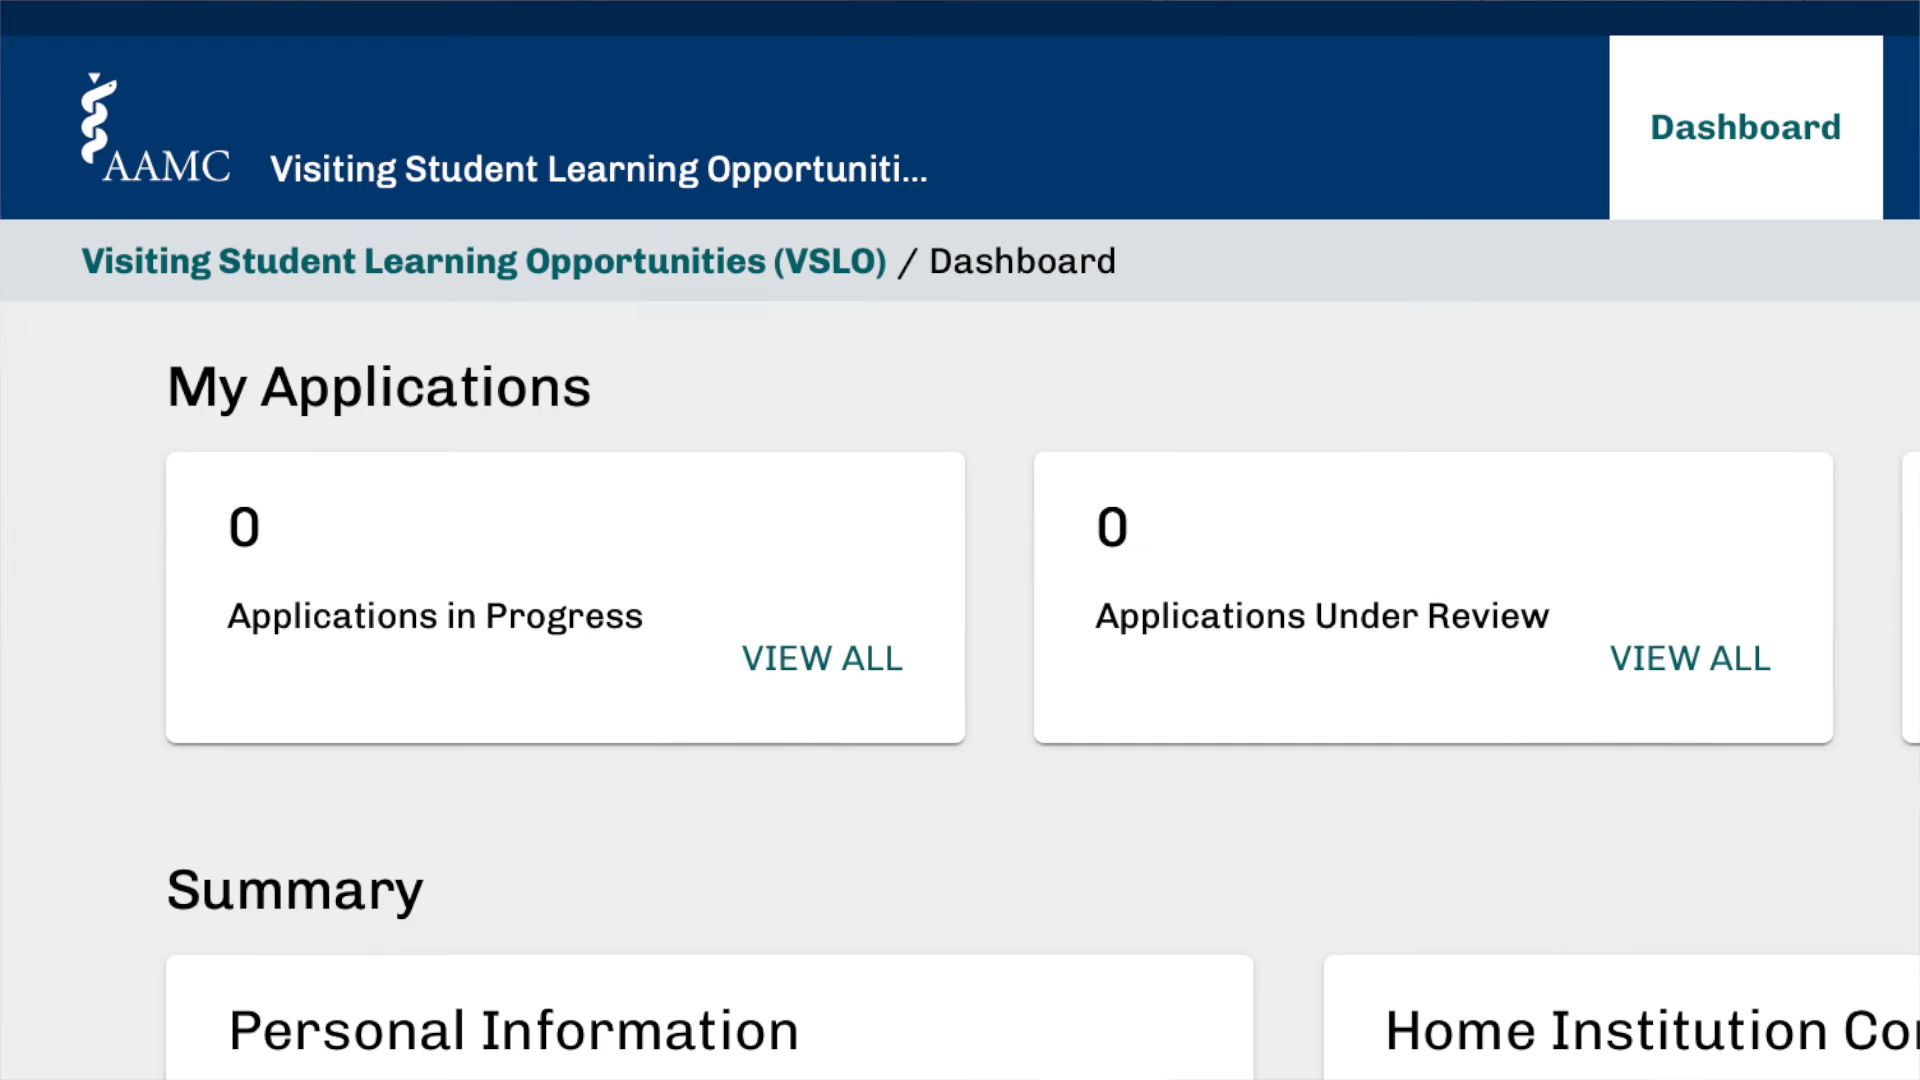 AAMC
Visiting Student Learning Opportuniti...
Dashboard
Visiting Student Learning Opportunities (VSLO) / Dashboard
My Applications
0
Applications in Progress
VIEW ALL
0
Applications Under Review
VIEW ALL
Summary
Personal Information
Home Institution